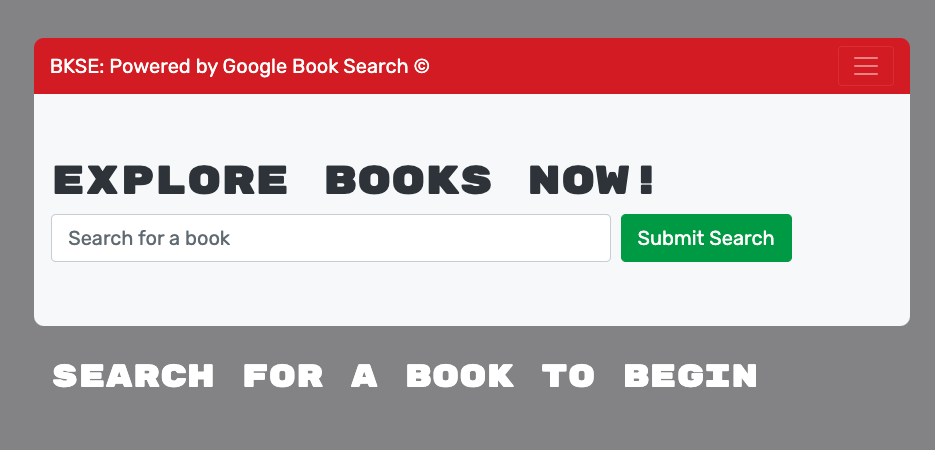 BKSE: Powered by Google Book Search ©
EXPLORE BOOKS NOW!
Search for a book
Submit Search
SEARCH FOR A BOOK TO BEGIN